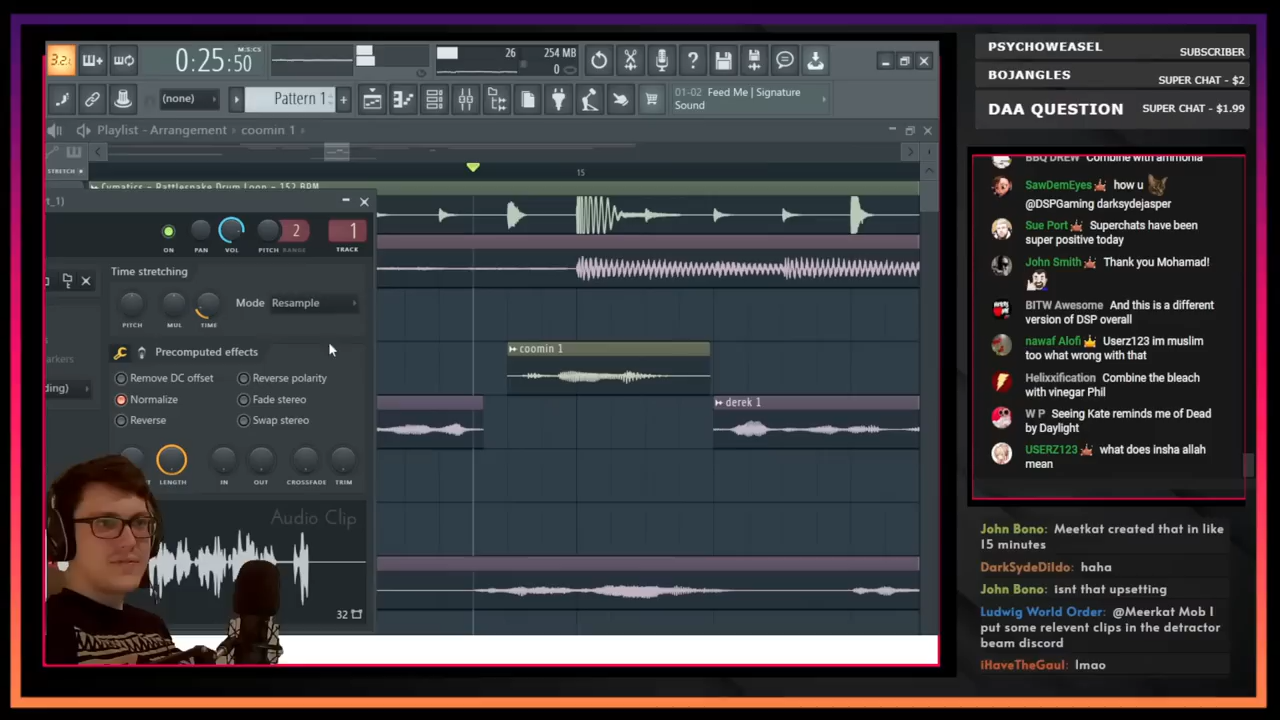 PSYCHOWEASEL SUBSCRIBER
BOJANGLES SUPER CHAT - $2
DAA QUESTION SUPER CHAT - $1.99
3.2:
0:25:50
M:S:CS
26
254 MB
0
(none)
Pattern 1
01-02 Feed Me | Signature
Sound
Playlist - Arrangement › coomin 1
STRETCH
15
Cymatics - Rattlesnake Drum Loop - 152 BPM
t_1)
2
1
ON PAN VOL PITCH RANGE TRACK
Time stretching
Mode Resample
PITCH MUL TIME
Precomputed effects
Remove DC offset Reverse polarity
Normalize Fade stereo
Reverse Swap stereo
LENGTH IN OUT CROSSFADE TRIM
Audio Clip
32
coomin 1
derek 1
BBQ DREW Combine with ammonia
SawDemEyes how u
@DSPGaming darksydejasper
Sue Port Superchats have been
super positive today
John Smith Thank you Mohamad!
BITW Awesome And this is a different
version of DSP overall
nawaf Alofi Userz123 im muslim
too what wrong with that
Helixxification Combine the bleach
with vinegar Phil
W P Seeing Kate reminds me of Dead
by Daylight
USERZ123 what does insha allah
mean
John Bono: Meetkat created that in like
15 minutes
DarkSydeDildo: haha
John Bono: isnt that upsetting
Ludwig World Order: @Meerkat Mob I
put some relevent clips in the detractor
beam discord
iHaveTheGaul: lmao